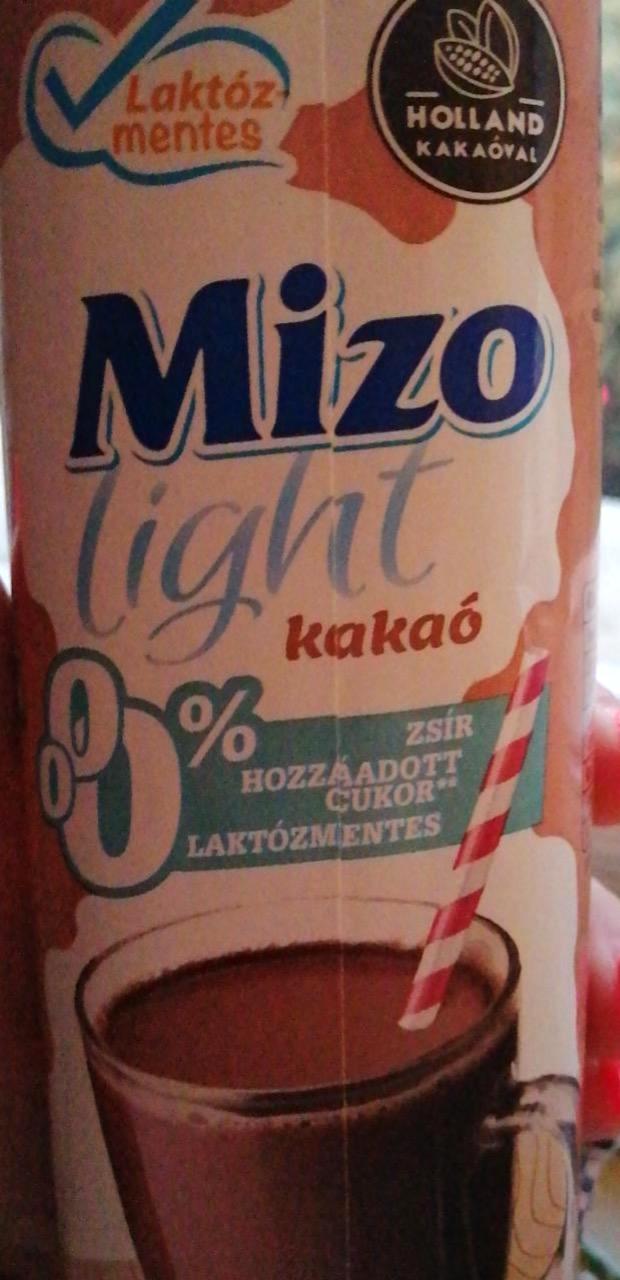 Laktóz-
mentes
HOLLAND
KAKAÓVAL
Mizo
light
kakaó
0%
ZSÍR
HOZZÁADOTT
CUKOR**
LAKTÓZMENTES